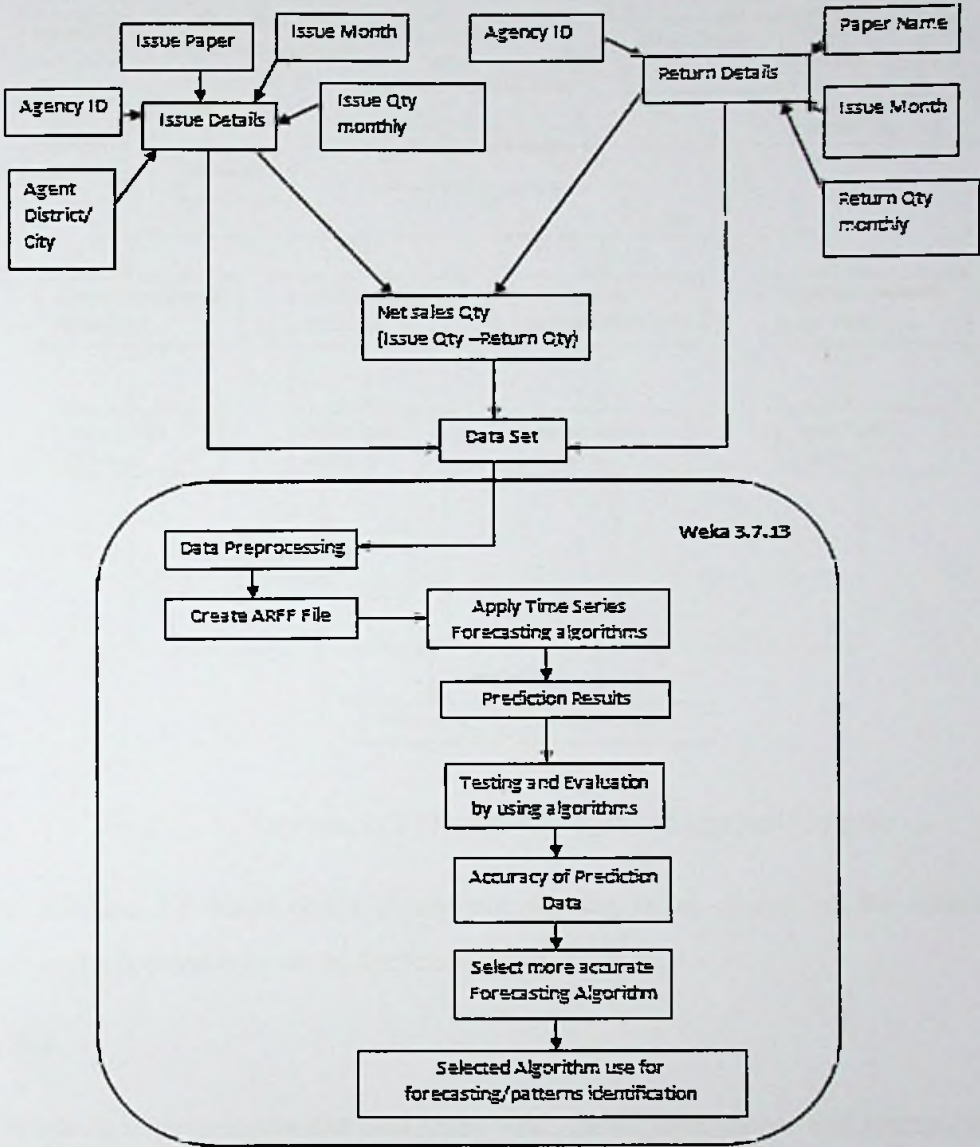 Issue Paper
Issue Month
Agency ID
Paper Name
Return Details
Agency ID
Issue Details
Issue Qty
monthly
Issue Month
Agent
District/
City
Return Qty
monthly
Net sales Qty
(Issue Qty –Return Qty)
Data Set
Weka 3.7.13
Data Preprocessing
Create ARFF File
Apply Time Series
Forecasting algorithms
Prediction Results
Testing and Evaluation
by using algorithms
Accuracy of Prediction
Data
Select more accurate
Forecasting Algorithm
Selected Algorithm use for
forecasting/patterns identification